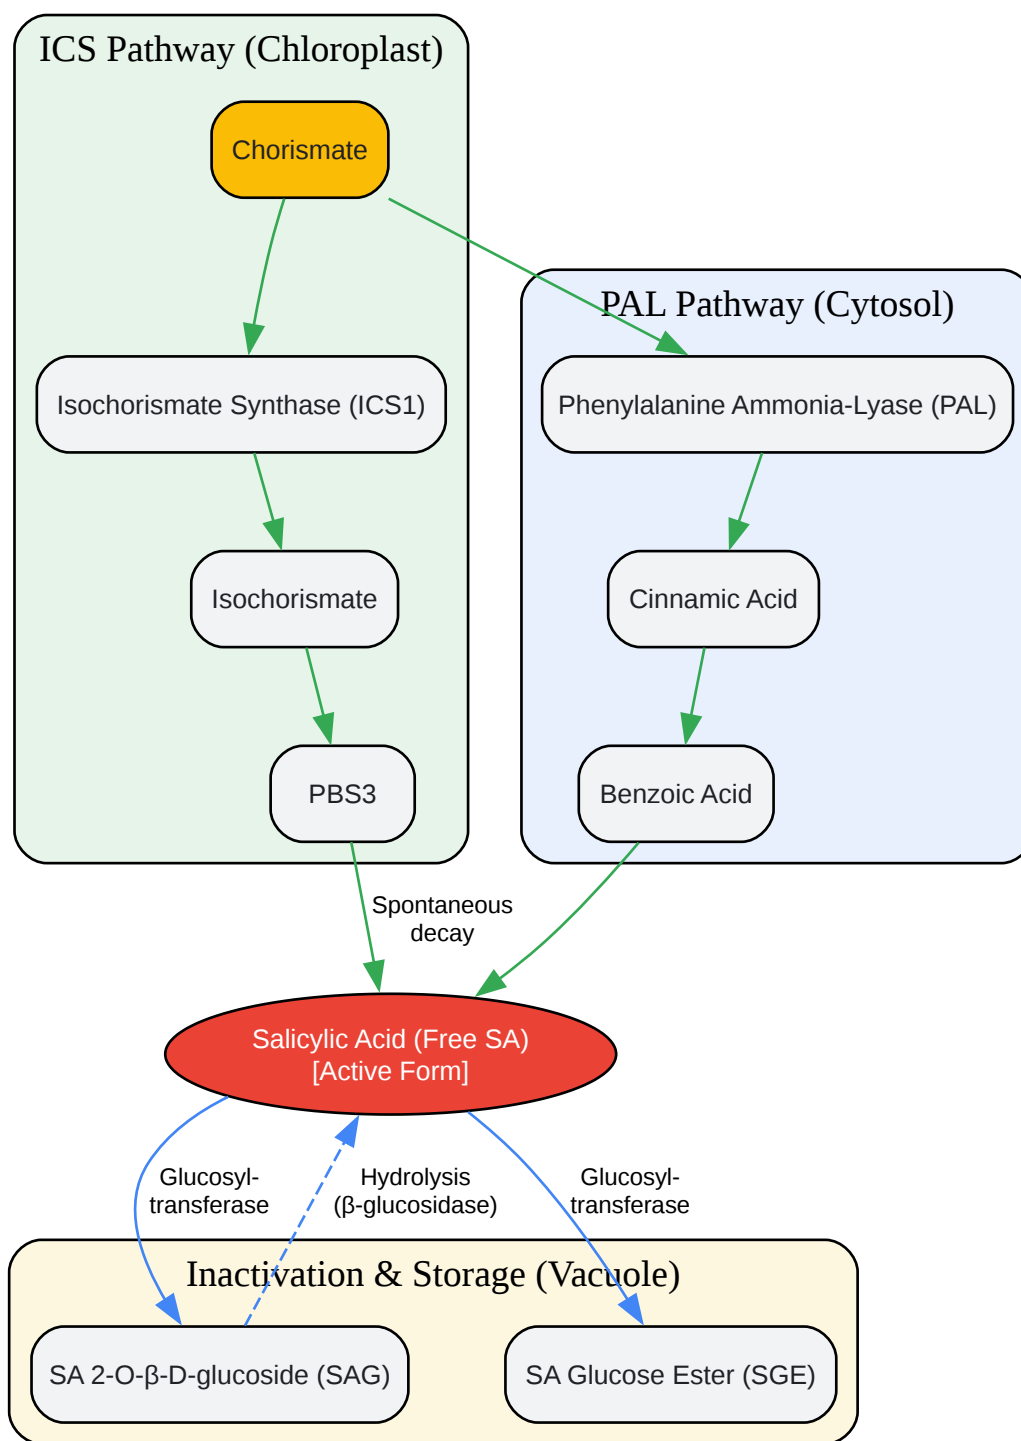 ICS Pathway (Chloroplast)
Chorismate
PAL Pathway (Cytosol)
Isochorismate Synthase (ICS1)
Phenylalanine Ammonia-Lyase (PAL)
Isochorismate
Cinnamic Acid
PBS3
Benzoic Acid
Spontaneous
decay
Salicylic Acid (Free SA)
[Active Form]
Glucosyl-
transferase
Hydrolysis
(β-glucosidase)
Glucosyl-
transferase
Inactivation & Storage (Vacuole)
SA 2-O-β-D-glucoside (SAG)
SA Glucose Ester (SGE)